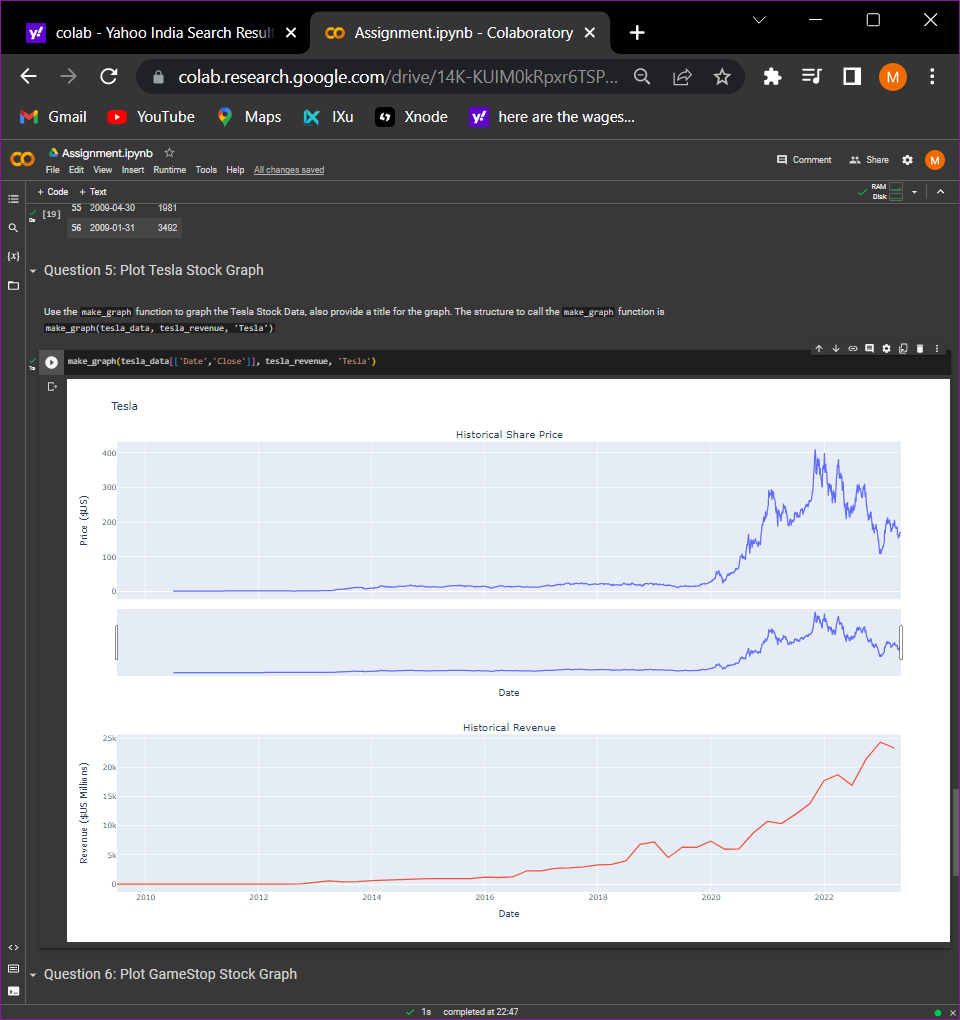 colab - Yahoo India Search Result
Assignment.ipynb - Colaboratory
colab.research.google.com/drive/14K-KUIM0kRpxr6TSP...
M
Gmail
YouTube
Maps
IXu
Xnode
here are the wages...
Assignment.ipynb
File Edit View Insert Runtime Tools Help All changes saved
Comment
Share
M
+ Code + Text
RAM
Disk
[19]
55 2009-04-30 1981
0s
56 2009-01-31 3492
{x}
Question 5: Plot Tesla Stock Graph
Use the make_graph function to graph the Tesla Stock Data, also provide a title for the graph. The structure to call the make_graph function is
make_graph(tesla_data, tesla_revenue, 'Tesla')
1s
make_graph(tesla_data[['Date','Close']], tesla_revenue, 'Tesla')
Tesla
Historical Share Price
400
300
200
100
0
Price ($US)
Date
Historical Revenue
25k
20k
15k
10k
5k
0
Revenue ($US Millions)
2010 2012 2014 2016 2018 2020 2022
Date
Question 6: Plot GameStop Stock Graph
1s completed at 22:47